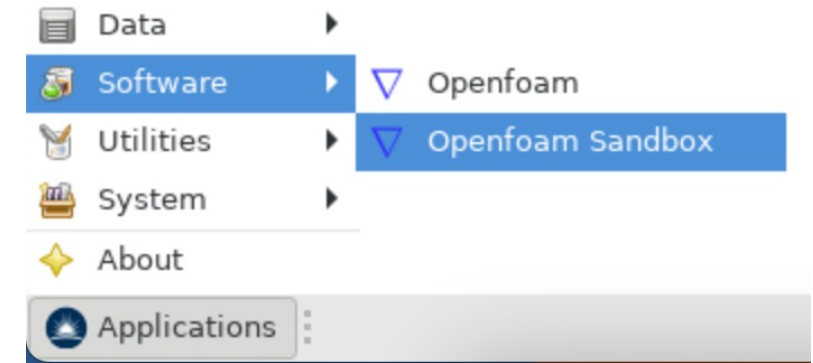 Data
Software
Openfoam
Utilities
Openfoam Sandbox
System
About
Applications